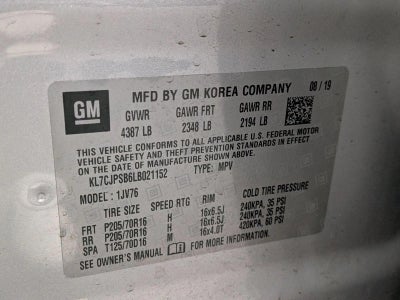 GM
MFD BY GM KOREA COMPANY 08/19
GVWR GAWR FRT GAWR RR
4387 LB 2348 LB 2194 LB
THIS VEHICLE CONFORMS TO ALL APPLICABLE U.S. FEDERAL MOTOR
VEHICLE SAFETY AND THEFT PREVENTION STANDARDS IN EFFECT
ON THE DATE OF MANUFACTURE SHOWN ABOVE.
KL7CJPSB6LB021152 TYPE: MPV
MODEL : 1JV76
TIRE SIZE SPEED RTG RIM COLD TIRE PRESSURE
FRT P205/70R16 H 16x6.5J 240KPA, 35 PSI
RR P205/70R16 H 16x6.5J 240KPA, 35 PSI
SPA T125/70D16 M 16x4.0T 420KPA, 60 PSI
SEE OWNER'S MANUAL FOR MORE INFORMATION.